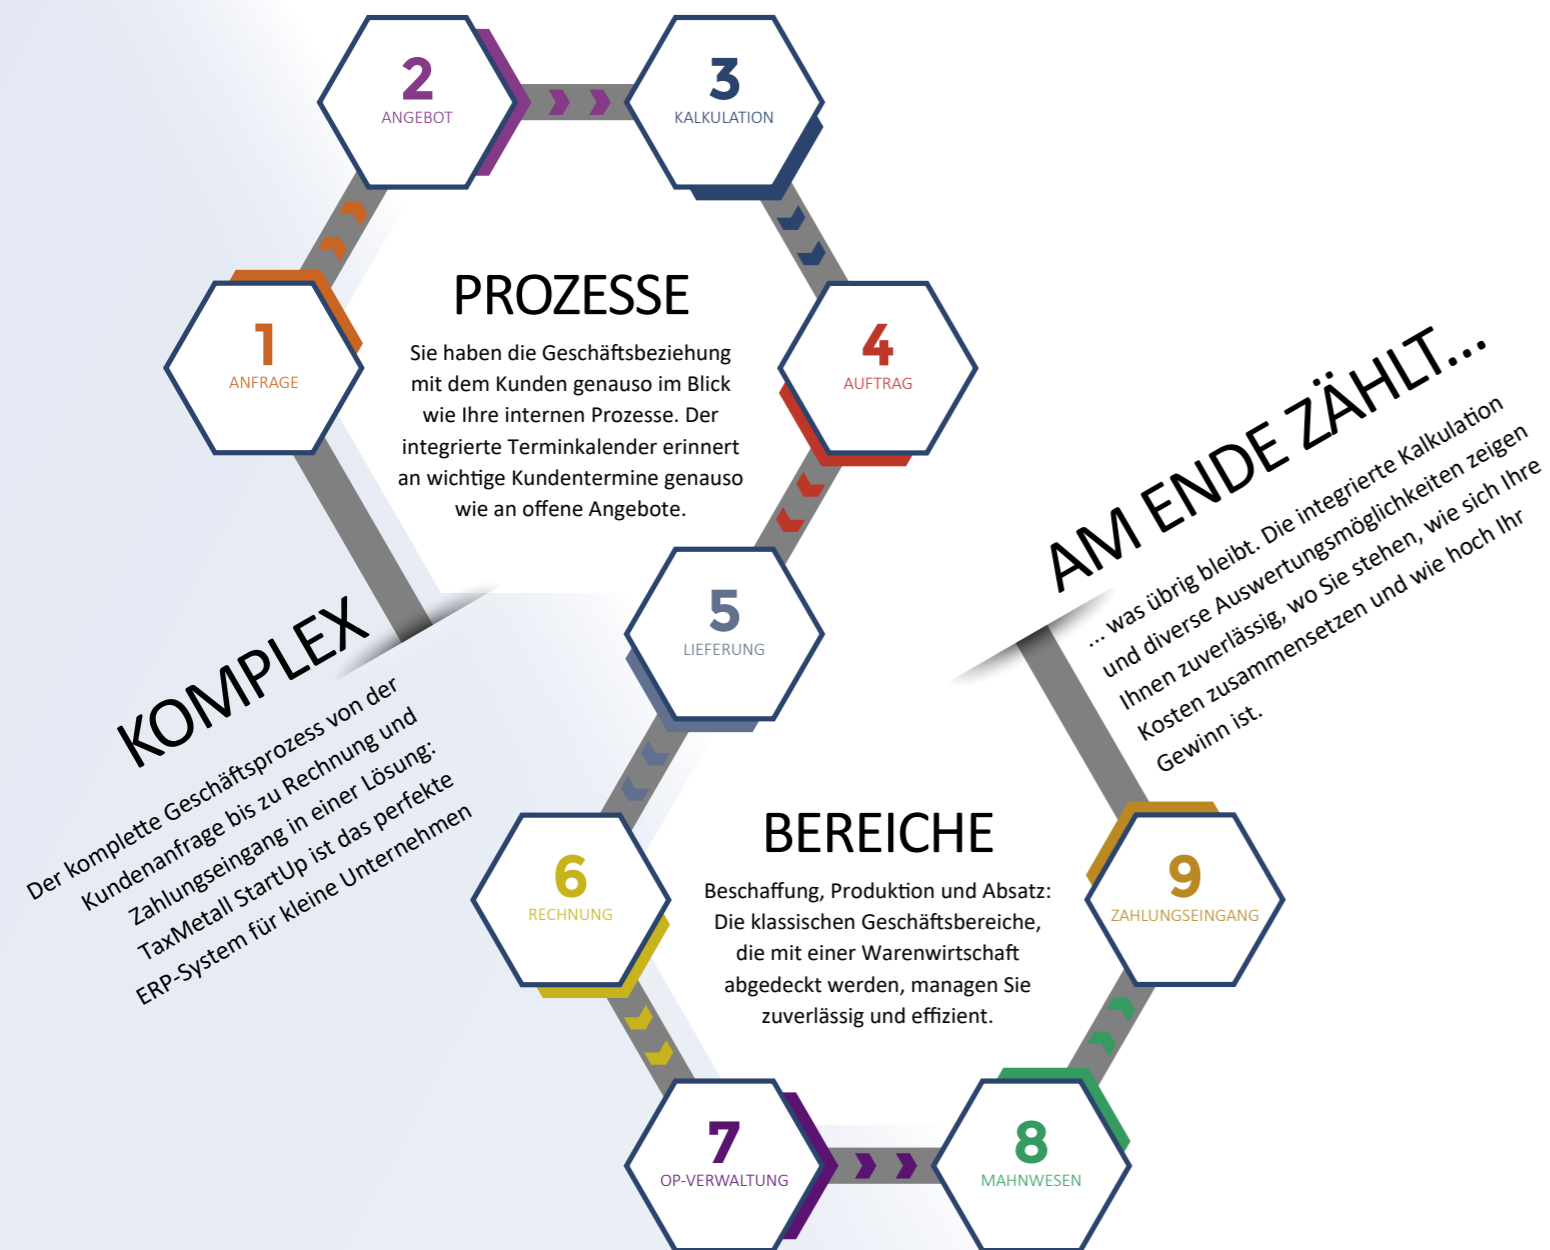 2
ANGEBOT
3
KALKULATION
1
ANFRAGE
PROZESSE
Sie haben die Geschäftsbeziehung
mit dem Kunden genauso im Blick
wie Ihre internen Prozesse. Der
integrierte Terminkalender erinnert
an wichtige Kundentermine genauso
wie an offene Angebote.
4
AUFTRAG
5
LIEFERUNG
KOMPLEX
Der komplette Geschäftsprozess von der
Kundenanfrage bis zu Rechnung und
Zahlungseingang in einer Lösung:
TaxMetall StartUp ist das perfekte
ERP-System für kleine Unternehmen
AM ENDE ZÄHLT...
... was übrig bleibt. Die integrierte Kalkulation
und diverse Auswertungsmöglichkeiten zeigen
Ihnen zuverlässig, wo Sie stehen, wie sich Ihre
Kosten zusammensetzen und wie hoch Ihr
Gewinn ist.
6
RECHNUNG
BEREICHE
Beschaffung, Produktion und Absatz:
Die klassischen Geschäftsbereiche,
die mit einer Warenwirtschaft
abgedeckt werden, managen Sie
zuverlässig und effizient.
9
ZAHLUNGSEINGANG
7
OP-VERWALTUNG
8
MAHNWESEN